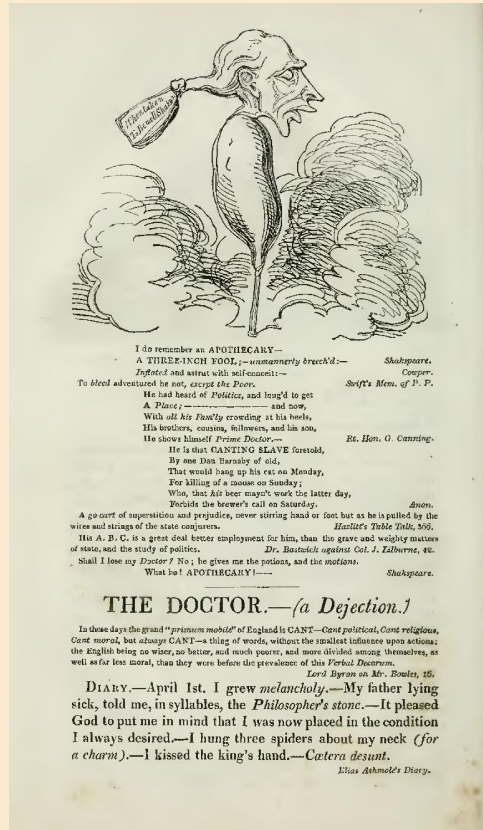 When taken
To be well Shaken
I do remember an APOTHECARY—
A THREE-INCH FOOL;—unmannerly breech'd:— Shakspeare.
Inflated and astrut with self-conceit:— Cowper.
To bleed adventured he not, except the Poor. Swift's Mem. of P. P.
He had heard of Politics, and long'd to get
A Place;———————— and now,
With all his Fam'ly crowding at his heels,
His brothers, cousins, followers, and his son,
He shows himself Prime Doctor.— Rt. Hon. G. Canning.
He is that CANTING SLAVE foretold,
By one Dan Barnaby of old,
That would hang up his cat on Monday,
For killing of a mouse on Sunday;
Who, that his beer mayn't work the latter day,
Forbids the brewer's call on Saturday. Anon.
A go cart of superstition and prejudice, never stirring hand or foot but as he is pulled by the
wires and strings of the state conjurers. Hazlitt's Table Talk, 366.
His A. B. C. is a great deal better employment for him, than the grave and weighty matters
of state, and the study of politics. Dr. Bastwick against Col. J. Lilburne, 42.
Shall I lose my Doctor? No; he gives me the potions, and the motions.
What ho! APOTHECARY!—— Shakspeare.
THE DOCTOR.—(a Dejection.)
In these days the grand "primum mobile" of England is CANT—Cant political, Cant religious,
Cant moral, but always CANT—a thing of words, without the smallest influence upon actions;
the English being no wiser, no better, and much poorer, and more divided among themselves, as
well as far less moral, than they were before the prevalence of this Verbal Decorum.
Lord Byron on Mr. Bowles, 16.
DIARY.—April 1st. I grew melancholy.—My father lying
sick, told me, in syllables, the Philosopher's stone.—It pleased
God to put me in mind that I was now placed in the condition
I always desired.—I hung three spiders about my neck (for
a charm).—I kissed the king's hand.—Cætera desunt.
Elias Ashmole's Diary.